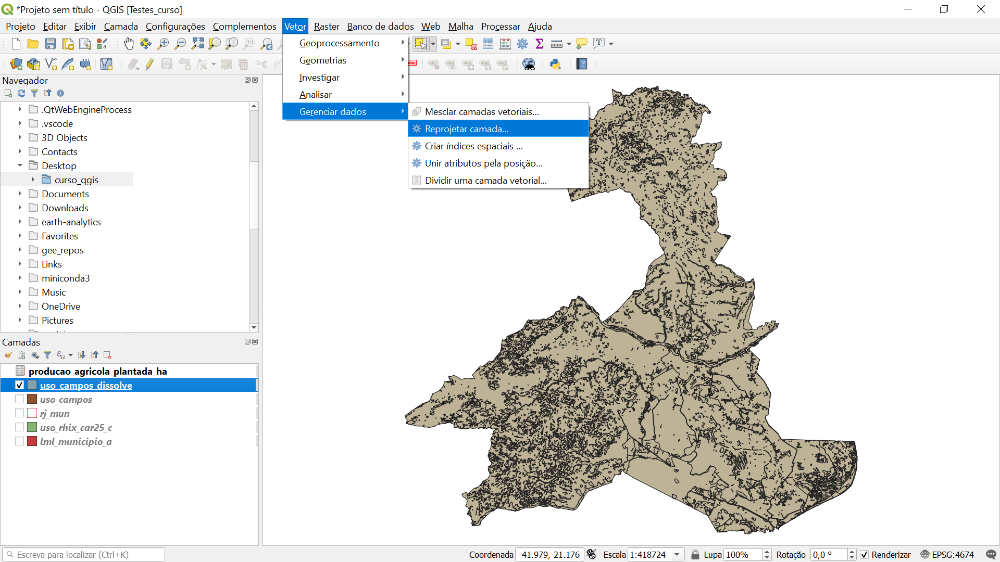 *Projeto sem título - QGIS [Testes_curso]
Projeto Editar Exibir Camada Configurações Complementos Vetor Raster Banco de dados Web Malha Processar Ajuda
Geoprocessamento
Geometrias
Investigar
Analisar
Gerenciar dados
Mesclar camadas vetoriais...
Reprojetar camada...
Criar índices espaciais ...
Unir atributos pela posição...
Dividir uma camada vetorial...
Navegador
.QtWebEngineProcess
.vscode
3D Objects
Contacts
Desktop
curso_qgis
Documents
Downloads
earth-analytics
Favorites
gee_repos
Links
miniconda3
Music
OneDrive
Pictures
Camadas
producao_agricola_plantada_ha
uso_campos_dissolve
uso_campos
rj_mun
uso_rhix_car25_c
lml_municipio_a
Escreva para localizar (Ctrl+K)
Coordenada -41.979,-21.176 Escala 1:418724 Lupa 100% Rotação 0,0 ° Renderizar EPSG:4674